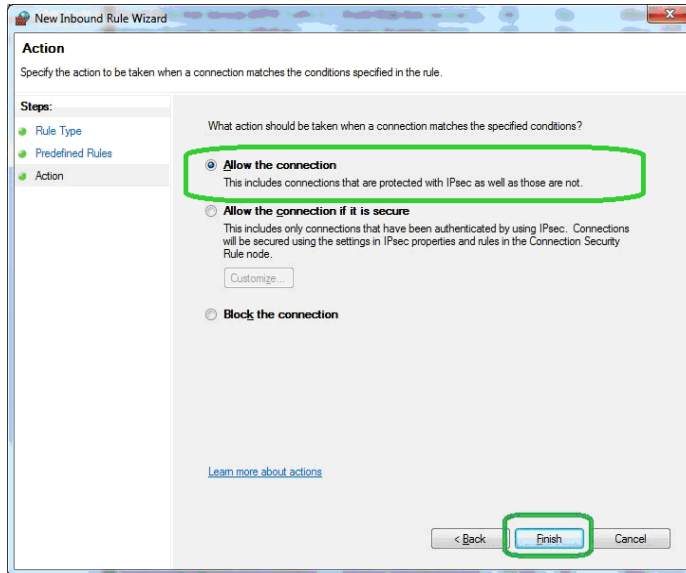 New Inbound Rule Wizard
Action
Specify the action to be taken when a connection matches the conditions specified in the rule.
Steps:
Rule Type
Predefined Rules
Action
What action should be taken when a connection matches the specified conditions?
Allow the connection
This includes connections that are protected with IPsec as well as those are not.
Allow the connection if it is secure
This includes only connections that have been authenticated by using IPsec. Connections
will be secured using the settings in IPsec properties and rules in the Connection Security
Rule node.
Customize...
Block the connection
Learn more about actions
< Back
Finish
Cancel